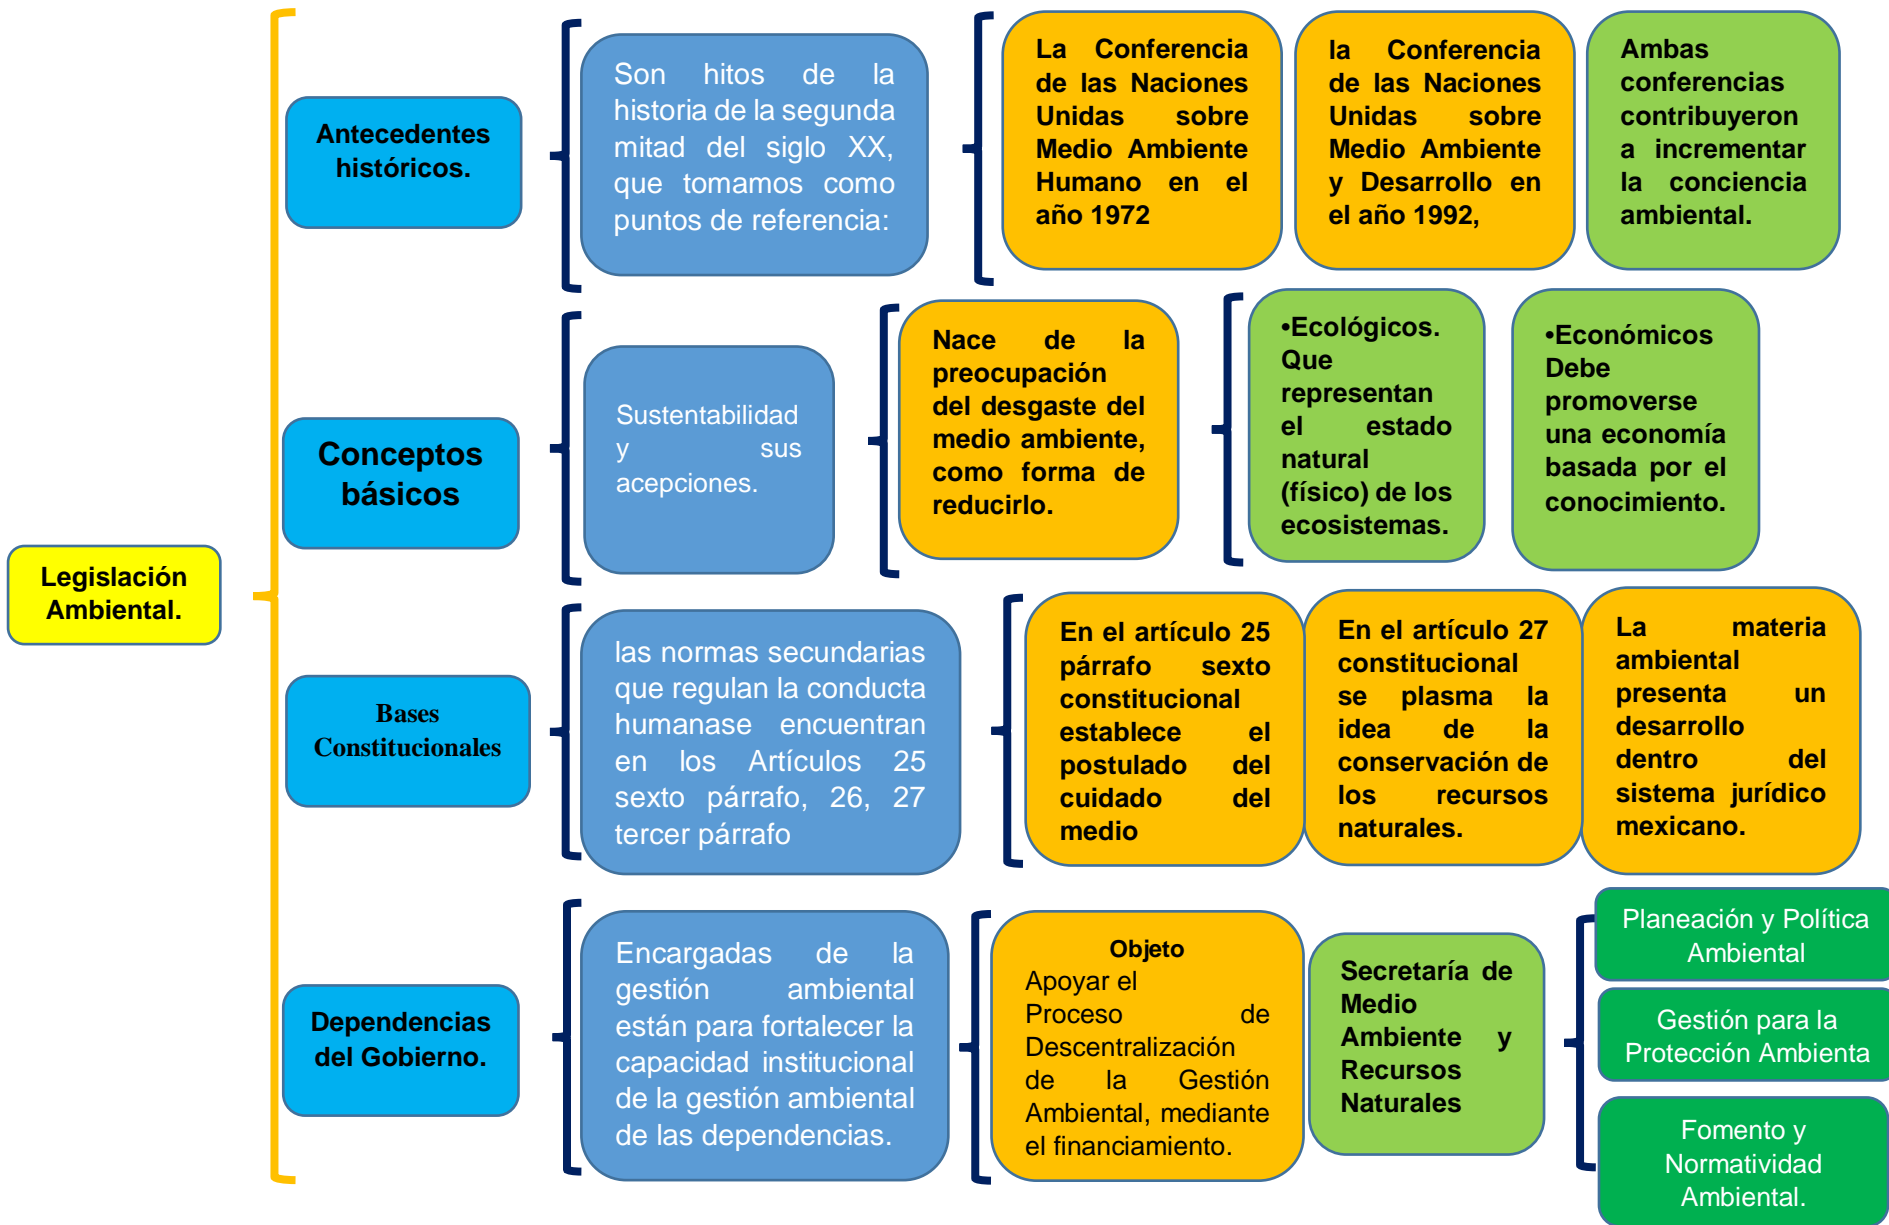 Legislación
Ambiental.
Antecedentes
históricos.
Son hitos de la
historia de la segunda
mitad del siglo XX,
que tomamos como
puntos de referencia:
La Conferencia
de las Naciones
Unidas sobre
Medio Ambiente
Humano en el
año 1972
la Conferencia
de las Naciones
Unidas sobre
Medio Ambiente
y Desarrollo en
el año 1992,
Ambas
conferencias
contribuyeron
a incrementar
la conciencia
ambiental.
Conceptos
básicos
Sustentabilidad
y sus
acepciones.
Nace de la
preocupación
del desgaste del
medio ambiente,
como forma de
reducirlo.
•Ecológicos.
Que
representan
el estado
natural
(físico) de los
ecosistemas.
•Económicos
Debe
promoverse
una economía
basada por el
conocimiento.
Bases
Constitucionales
las normas secundarias
que regulan la conducta
humanase encuentran
en los Artículos 25
sexto párrafo, 26, 27
tercer párrafo
En el artículo 25
párrafo sexto
constitucional
establece el
postulado del
cuidado del
medio
En el artículo 27
constitucional
se plasma la
idea de la
conservación de
los recursos
naturales.
La materia
ambiental
presenta un
desarrollo
dentro del
sistema jurídico
mexicano.
Dependencias
del Gobierno.
Encargadas de la
gestión ambiental
están para fortalecer la
capacidad institucional
de la gestión ambiental
de las dependencias.
Objeto
Apoyar el
Proceso de
Descentralización
de la Gestión
Ambiental, mediante
el financiamiento.
Secretaría de
Medio
Ambiente y
Recursos
Naturales
Planeación y Política
Ambiental
Gestión para la
Protección Ambienta
Fomento y
Normatividad
Ambiental.